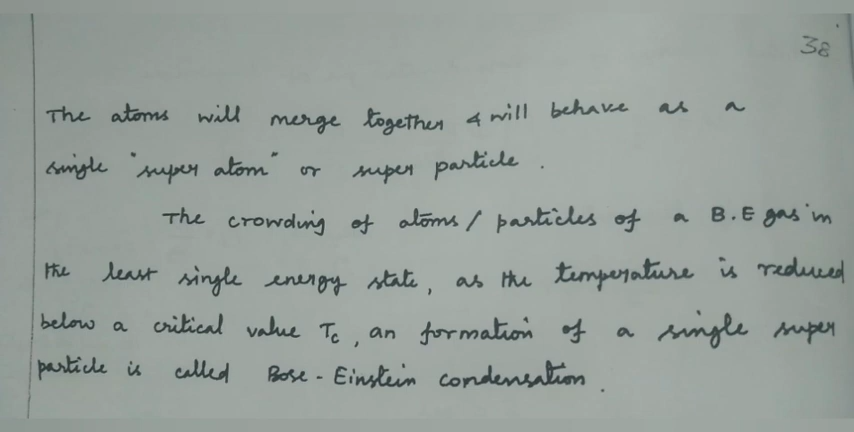 38
The atoms will merge together & will behave as a
single "super atom" or super particle .
The crowding of atoms / particles of a B.E gas in
the least single energy state, as the temperature is reduced
below a critical value Tc, an formation of a single super
particle is called Bose - Einstein condensation .